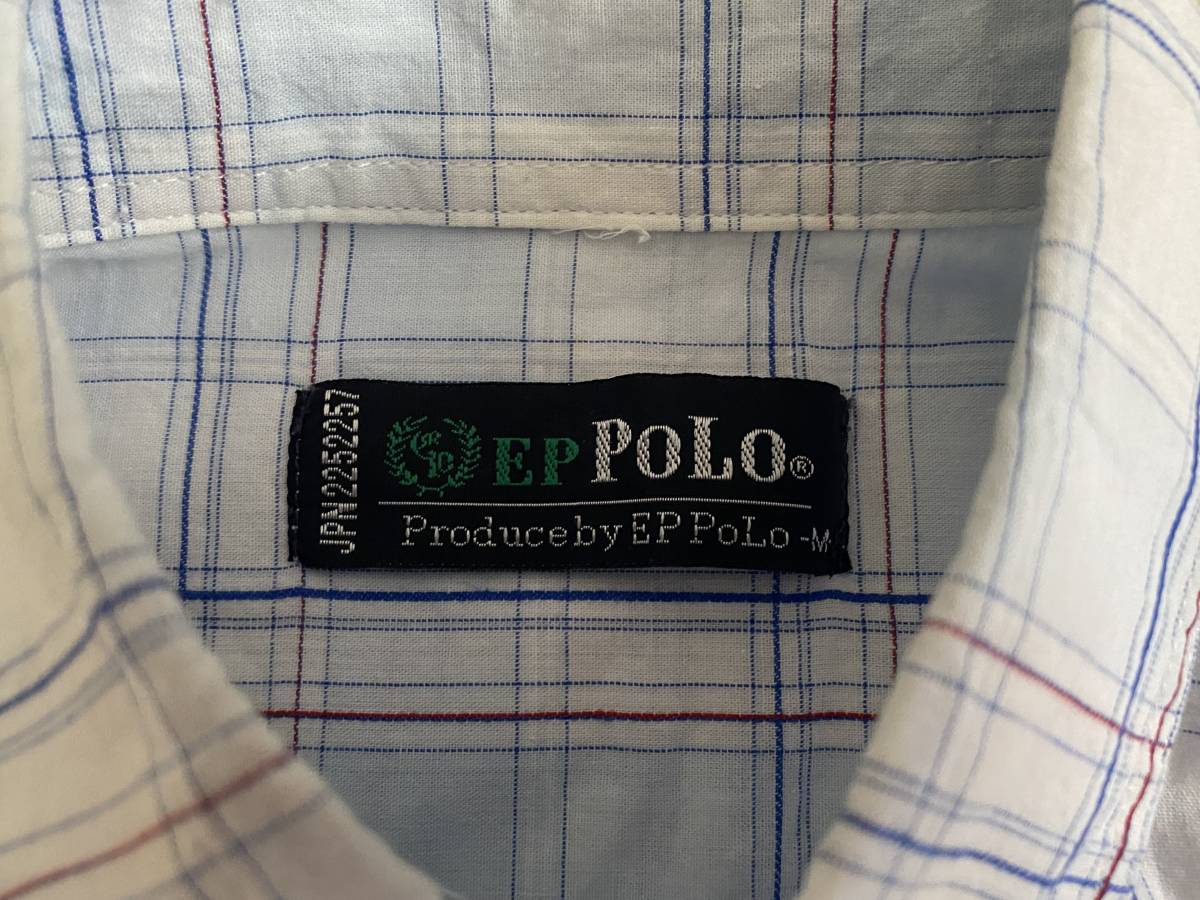 JPN2252257
EP POLO®
Produce by EP PoLo -M-